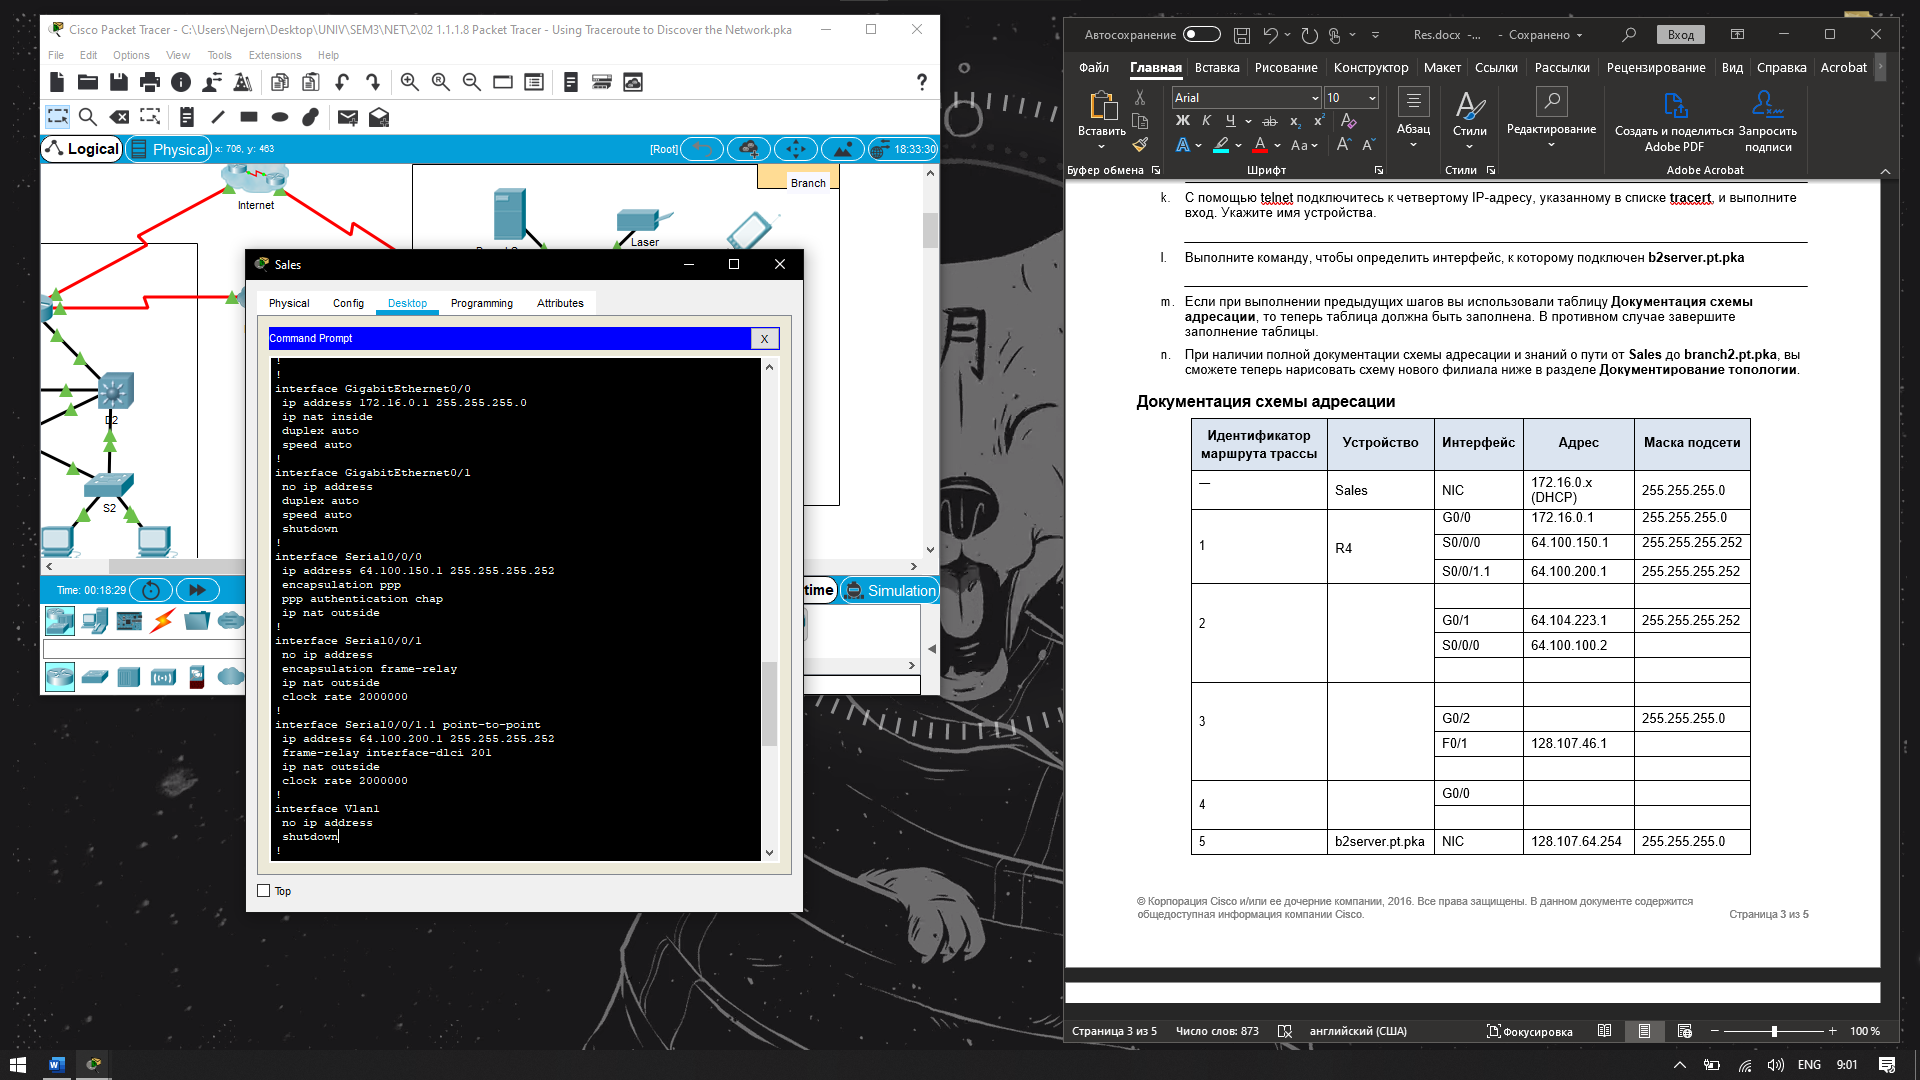 Cisco Packet Tracer - C:\Users\Nejern\Desktop\UNIV\SEM3\NET\2\02 1.1.1.8 Packet Tracer - Using Traceroute to Discover the Network.pka
File Edit Options View Tools Extensions Help
Logical
Physical
x: 706, y: 463
[Root]
18:33:30
Internet
Branch
Laser
D2
S2
Time: 00:18:29
time
Simulation
Sales
Physical Config Desktop Programming Attributes
Command Prompt
X
!
!
interface GigabitEthernet0/0
ip address 172.16.0.1 255.255.255.0
ip nat inside
duplex auto
speed auto
!
interface GigabitEthernet0/1
no ip address
duplex auto
speed auto
shutdown
!
interface Serial0/0/0
ip address 64.100.150.1 255.255.255.252
encapsulation ppp
ppp authentication chap
ip nat outside
!
interface Serial0/0/1
no ip address
encapsulation frame-relay
ip nat outside
clock rate 2000000
!
interface Serial0/0/1.1 point-to-point
ip address 64.100.200.1 255.255.255.252
frame-relay interface-dlci 201
ip nat outside
clock rate 2000000
!
interface Vlan1
no ip address
shutdown
!
Top
Автосохранение
Res.docx -... - Сохранено
Вход
Файл Главная Вставка Рисование Конструктор Макет Ссылки Рассылки Рецензирование Вид Справка Acrobat
Вставить
Arial
10
Ж К Ч ab x₂ x²
Aa
Абзац
Стили
Редактирование
Создать и поделиться Adobe PDF
Запросить подписи
Буфер обмена
Шрифт
Стили
Adobe Acrobat
k. С помощью telnet подключитесь к четвертому IP-адресу, указанному в списке tracert, и выполните
вход. Укажите имя устройства.
l. Выполните команду, чтобы определить интерфейс, к которому подключен b2server.pt.pka
m. Если при выполнении предыдущих шагов вы использовали таблицу Документация схемы
адресации, то теперь таблица должна быть заполнена. В противном случае завершите
заполнение таблицы.
n. При наличии полной документации схемы адресации и знаний о пути от Sales до branch2.pt.pka, вы
сможете теперь нарисовать схему нового филиала ниже в разделе Документирование топологии.
Документация схемы адресации
Идентификатор маршрута трассы Устройство Интерфейс Адрес Маска подсети
— Sales NIC 172.16.0.x (DHCP) 255.255.255.0
1 R4 G0/0 172.16.0.1 255.255.255.0
S0/0/0 64.100.150.1 255.255.255.252
S0/0/1.1 64.100.200.1 255.255.255.252
2 G0/1 64.104.223.1 255.255.255.252
S0/0/0 64.100.100.2
3 G0/2 255.255.255.0
F0/1 128.107.46.1
4 G0/0
5 b2server.pt.pka NIC 128.107.64.254 255.255.255.0
© Корпорация Cisco и/или ее дочерние компании, 2016. Все права защищены. В данном документе содержится
общедоступная информация компании Cisco.
Страница 3 из 5
Страница 3 из 5
Число слов: 873
английский (США)
Фокусировка
100 %
ENG
9:01